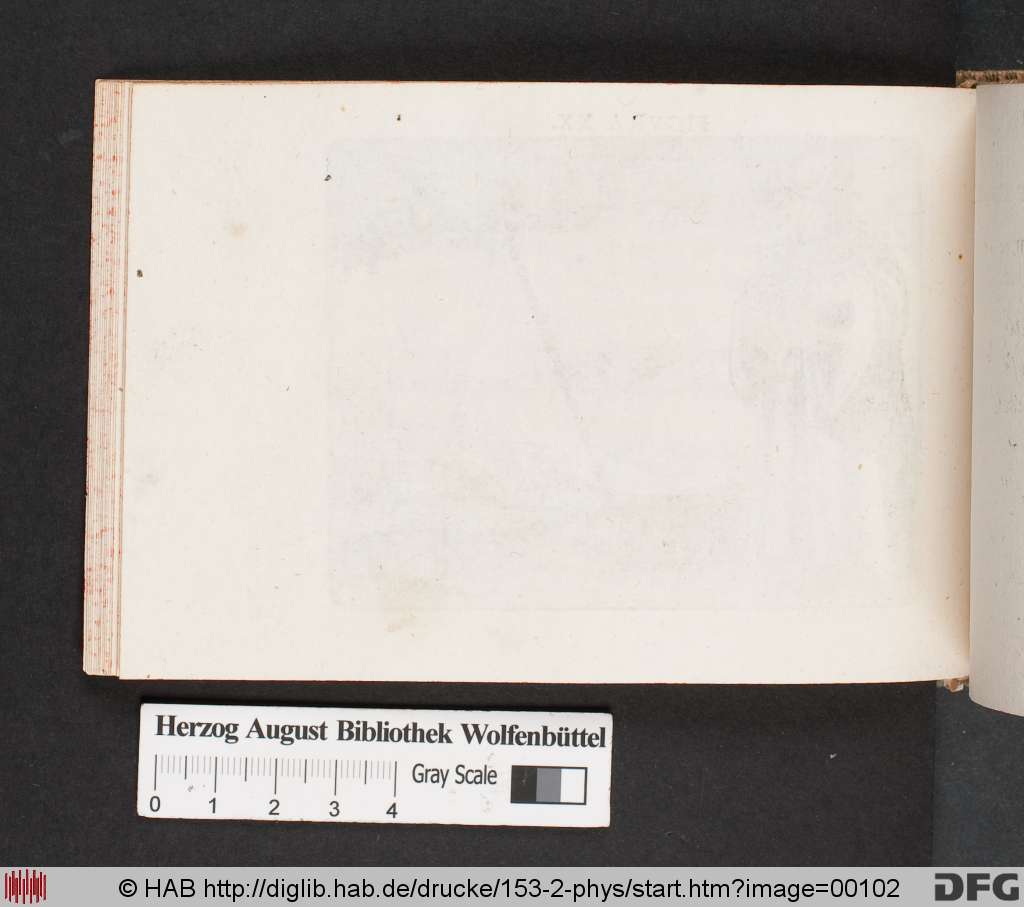 Herzog August Bibliothek Wolfenbüttel
Gray Scale
0 1 2 3 4
© HAB http://diglib.hab.de/drucke/153-2-phys/start.htm?image=00102
DFG